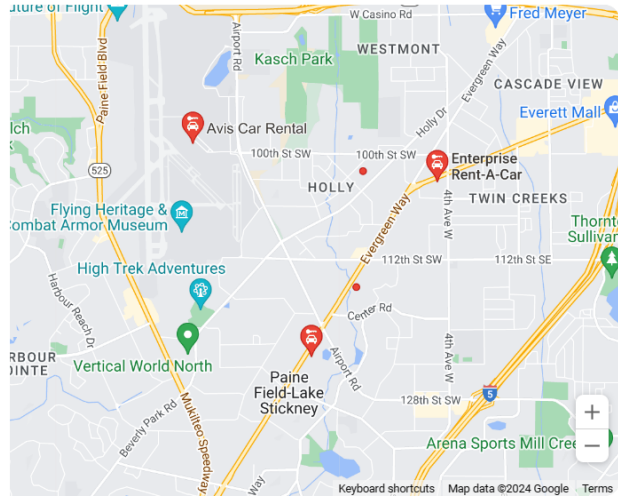 uture of Flight
W Casino Rd
Fred Meyer
Paine Field Blvd
Airport Rd
Kasch Park
WESTMONT
Evergreen Way
CASCADE VIEW
Holly Dr
Everett Mall
Avis Car Rental
100th St SW
100th St SW
Enterprise
Rent-A-Car
525
HOLLY
4th Ave W
TWIN CREEKS
Flying Heritage &
Combat Armor Museum
Evergreen Way
Thornt
Sullivan
112th St SW
112th St SE
High Trek Adventures
Harbour Reach Dr
Center Rd
RBOUR
OINTE
Vertical World North
4th Ave W
Airport Rd
Paine
Field-Lake
Stickney
Mukilteo Speedway
128th St SW
5
Beverly Park Rd
Arena Sports Mill Cree
Way
+
−
Keyboard shortcuts Map data ©2024 Google Terms